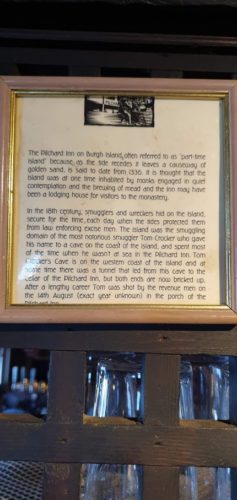 The Pilchard Inn on Burgh Island, often referred to as 'part-time
island' because, as the tide recedes it leaves a causeway of
golden sand, is said to date from 1336. It is thought that the
island was at one time inhabited by monks engaged in quiet
contemplation and the brewing of mead and the inn may have
been a lodging house for visitors to the monastery.
In the 18th century, smugglers and wreckers hid on the island,
secure for the time, each day when the tides protected them
from law enforcing excise men. The island was the smuggling
domain of the most notorious smuggler Tom Crocker who gave
his name to a cave on the coast of the island, and spent most
of the time when he wasn't at sea in the Pilchard Inn. Tom
Crocker's Cave is on the western coast of the island and at
some time there was a tunnel that led from this cave to the
cellar of the Pilchard Inn, but both ends are now bricked up.
After a lengthy career Tom was shot by the revenue men on
the 14th August (exact year unknown) in the porch of the
Pilchard Inn